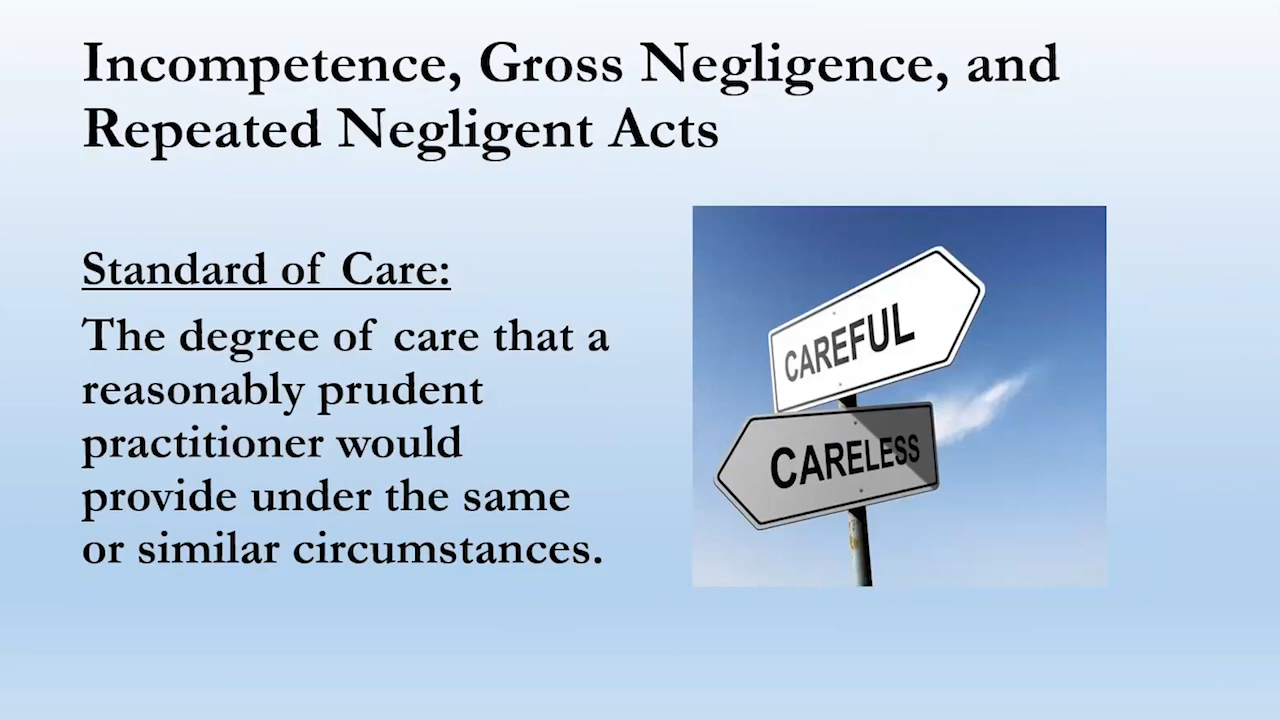 Incompetence, Gross Negligence, and
Repeated Negligent Acts
Standard of Care:
The degree of care that a
reasonably prudent
practitioner would
provide under the same
or similar circumstances.
CAREFUL
CARELESS